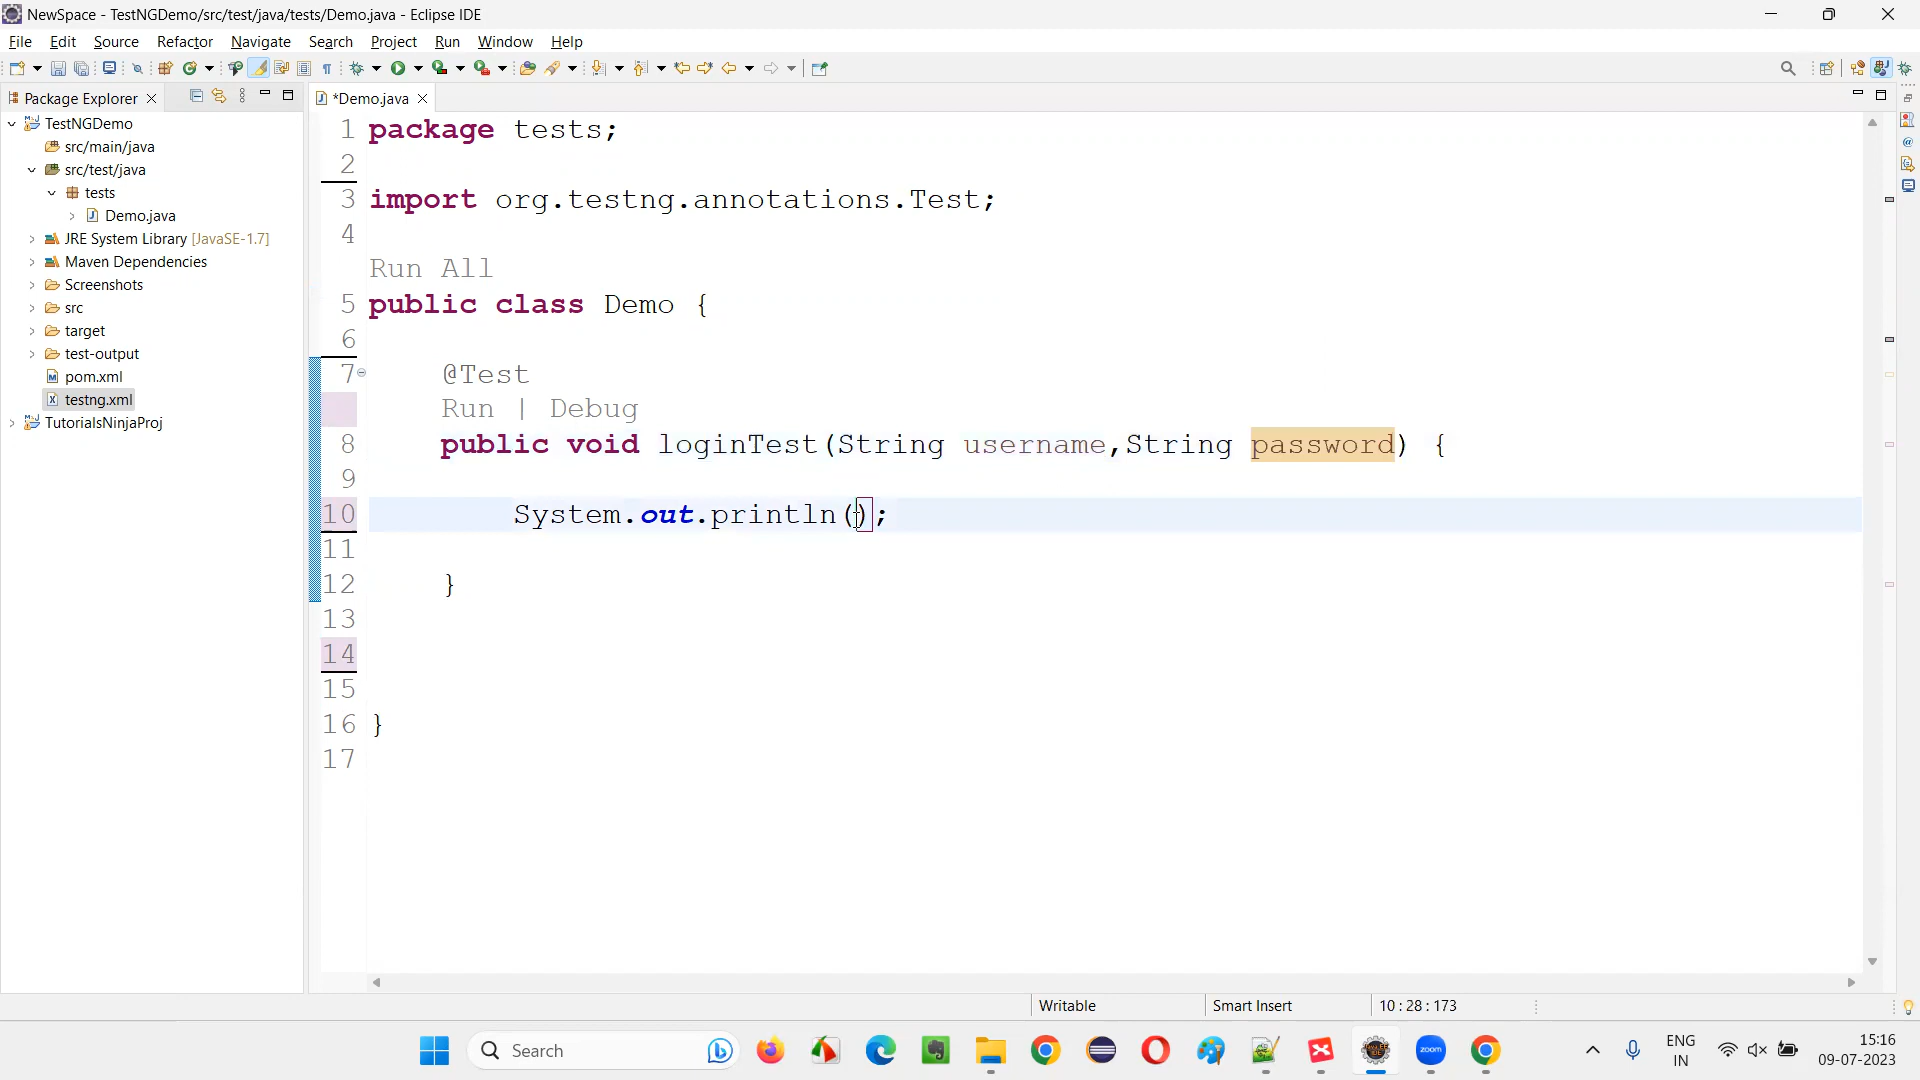 NewSpace - TestNGDemo/src/test/java/tests/Demo.java - Eclipse IDE
File Edit Source Refactor Navigate Search Project Run Window Help
Package Explorer
*Demo.java
TestNGDemo
src/main/java
src/test/java
tests
Demo.java
JRE System Library [JavaSE-1.7]
Maven Dependencies
Screenshots
src
target
test-output
pom.xml
testng.xml
TutorialsNinjaProj
1 package tests;
2
3 import org.testng.annotations.Test;
4
Run All
5 public class Demo {
6
7 @Test
Run | Debug
8 public void loginTest(String username,String password) {
9
10 System.out.println();
11
12 }
13
14
15
16 }
17
Writable
Smart Insert
10 : 28 : 173
Search
zoom
ENG
IN
15:16
09-07-2023